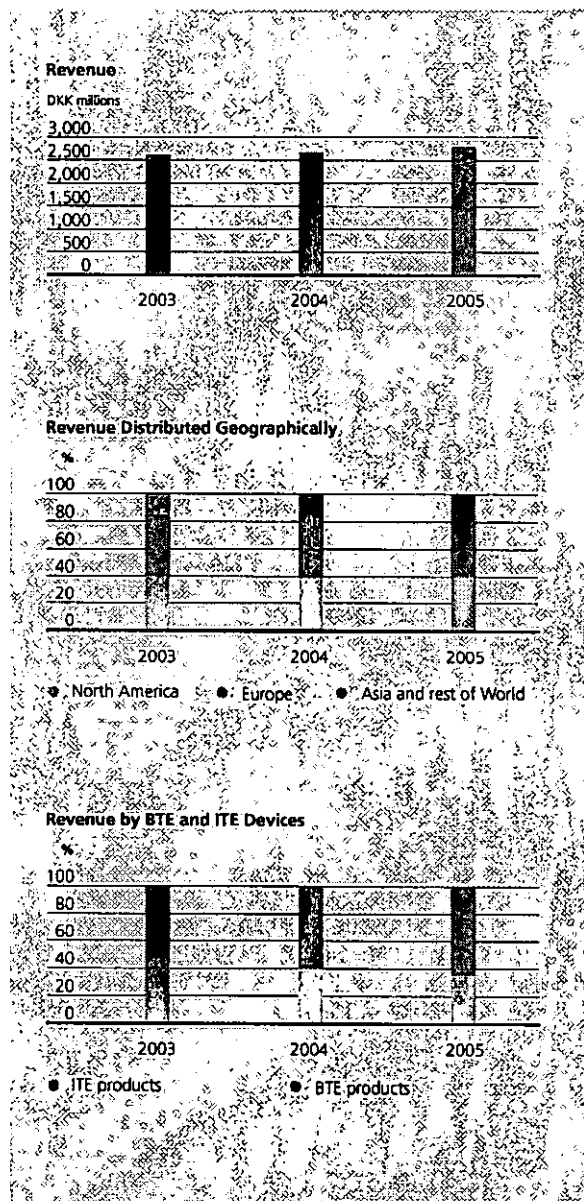 Revenue
DKK millions
3,000
2,500
2,000
1,500
1,000
500
0
2003 2004 2005
Revenue Distributed Geographically
%
100
80
60
40
20
0
2003 2004 2005
North America Europe Asia and rest of World
Revenue by BTE and ITE Devices
%
100
80
60
40
20
0
2003 2004 2005
ITE products BTE products